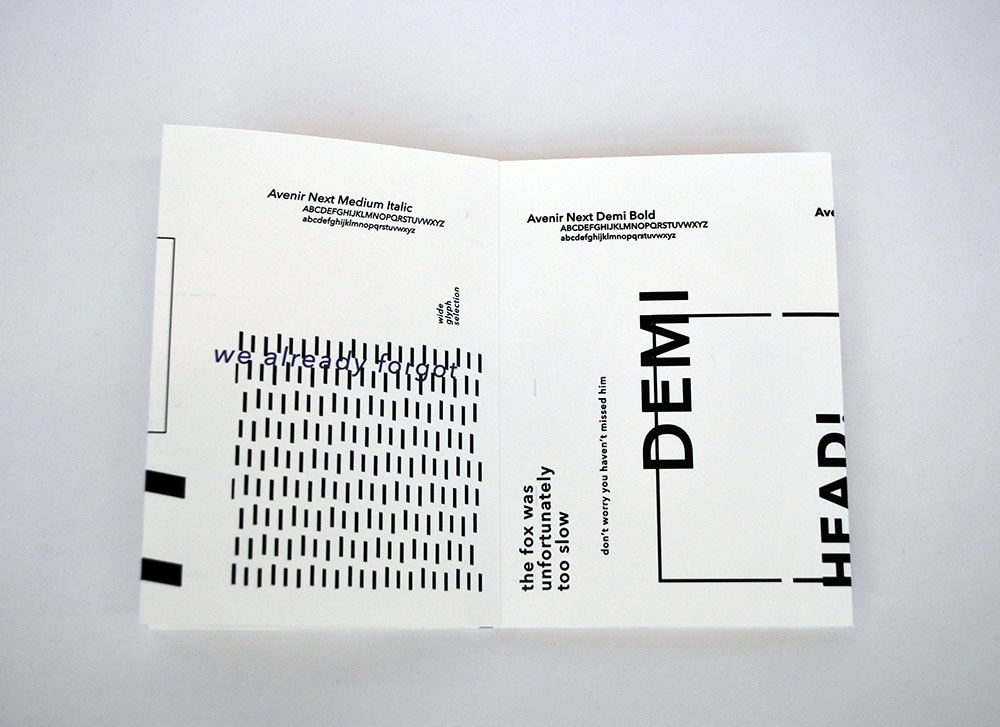 Avenir Next Medium Italic
ABCDEFGHIJKLMNOPQRSTUVWXYZ
abcdefghijklmnopqrstuvwxyz
wide
glyph
selection
we already forgot
Avenir Next Demi Bold
ABCDEFGHIJKLMNOPQRSTUVWXYZ
abcdefghijklmnopqrstuvwxyz
Ave
DEMI
don't worry you haven't missed him
the fox was
unfortunately
too slow
HEAD!